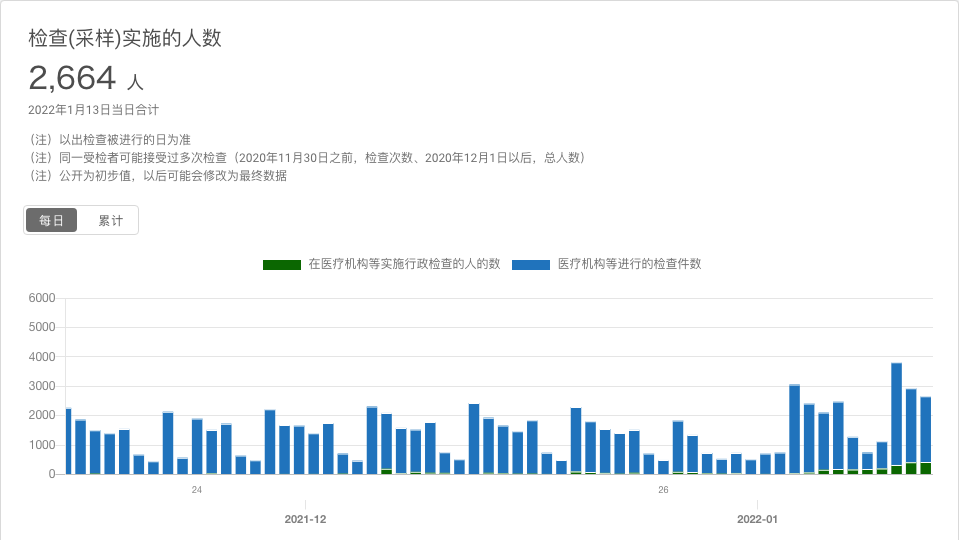 检查(采样)实施的人数
2,664 人
2022年1月13日当日合计
（注）以出检查被进行的日为准
（注）同一受检者可能接受过多次检查（2020年11月30日之前，检查次数、2020年12月1日以后，总人数）
（注）公开为初步值，以后可能会修改为最终数据
每日 累计
在医疗机构等实施行政检查的人的数 医疗机构等进行的检查件数
6000
5000
4000
3000
2000
1000
0
24 26
2021-12 2022-01